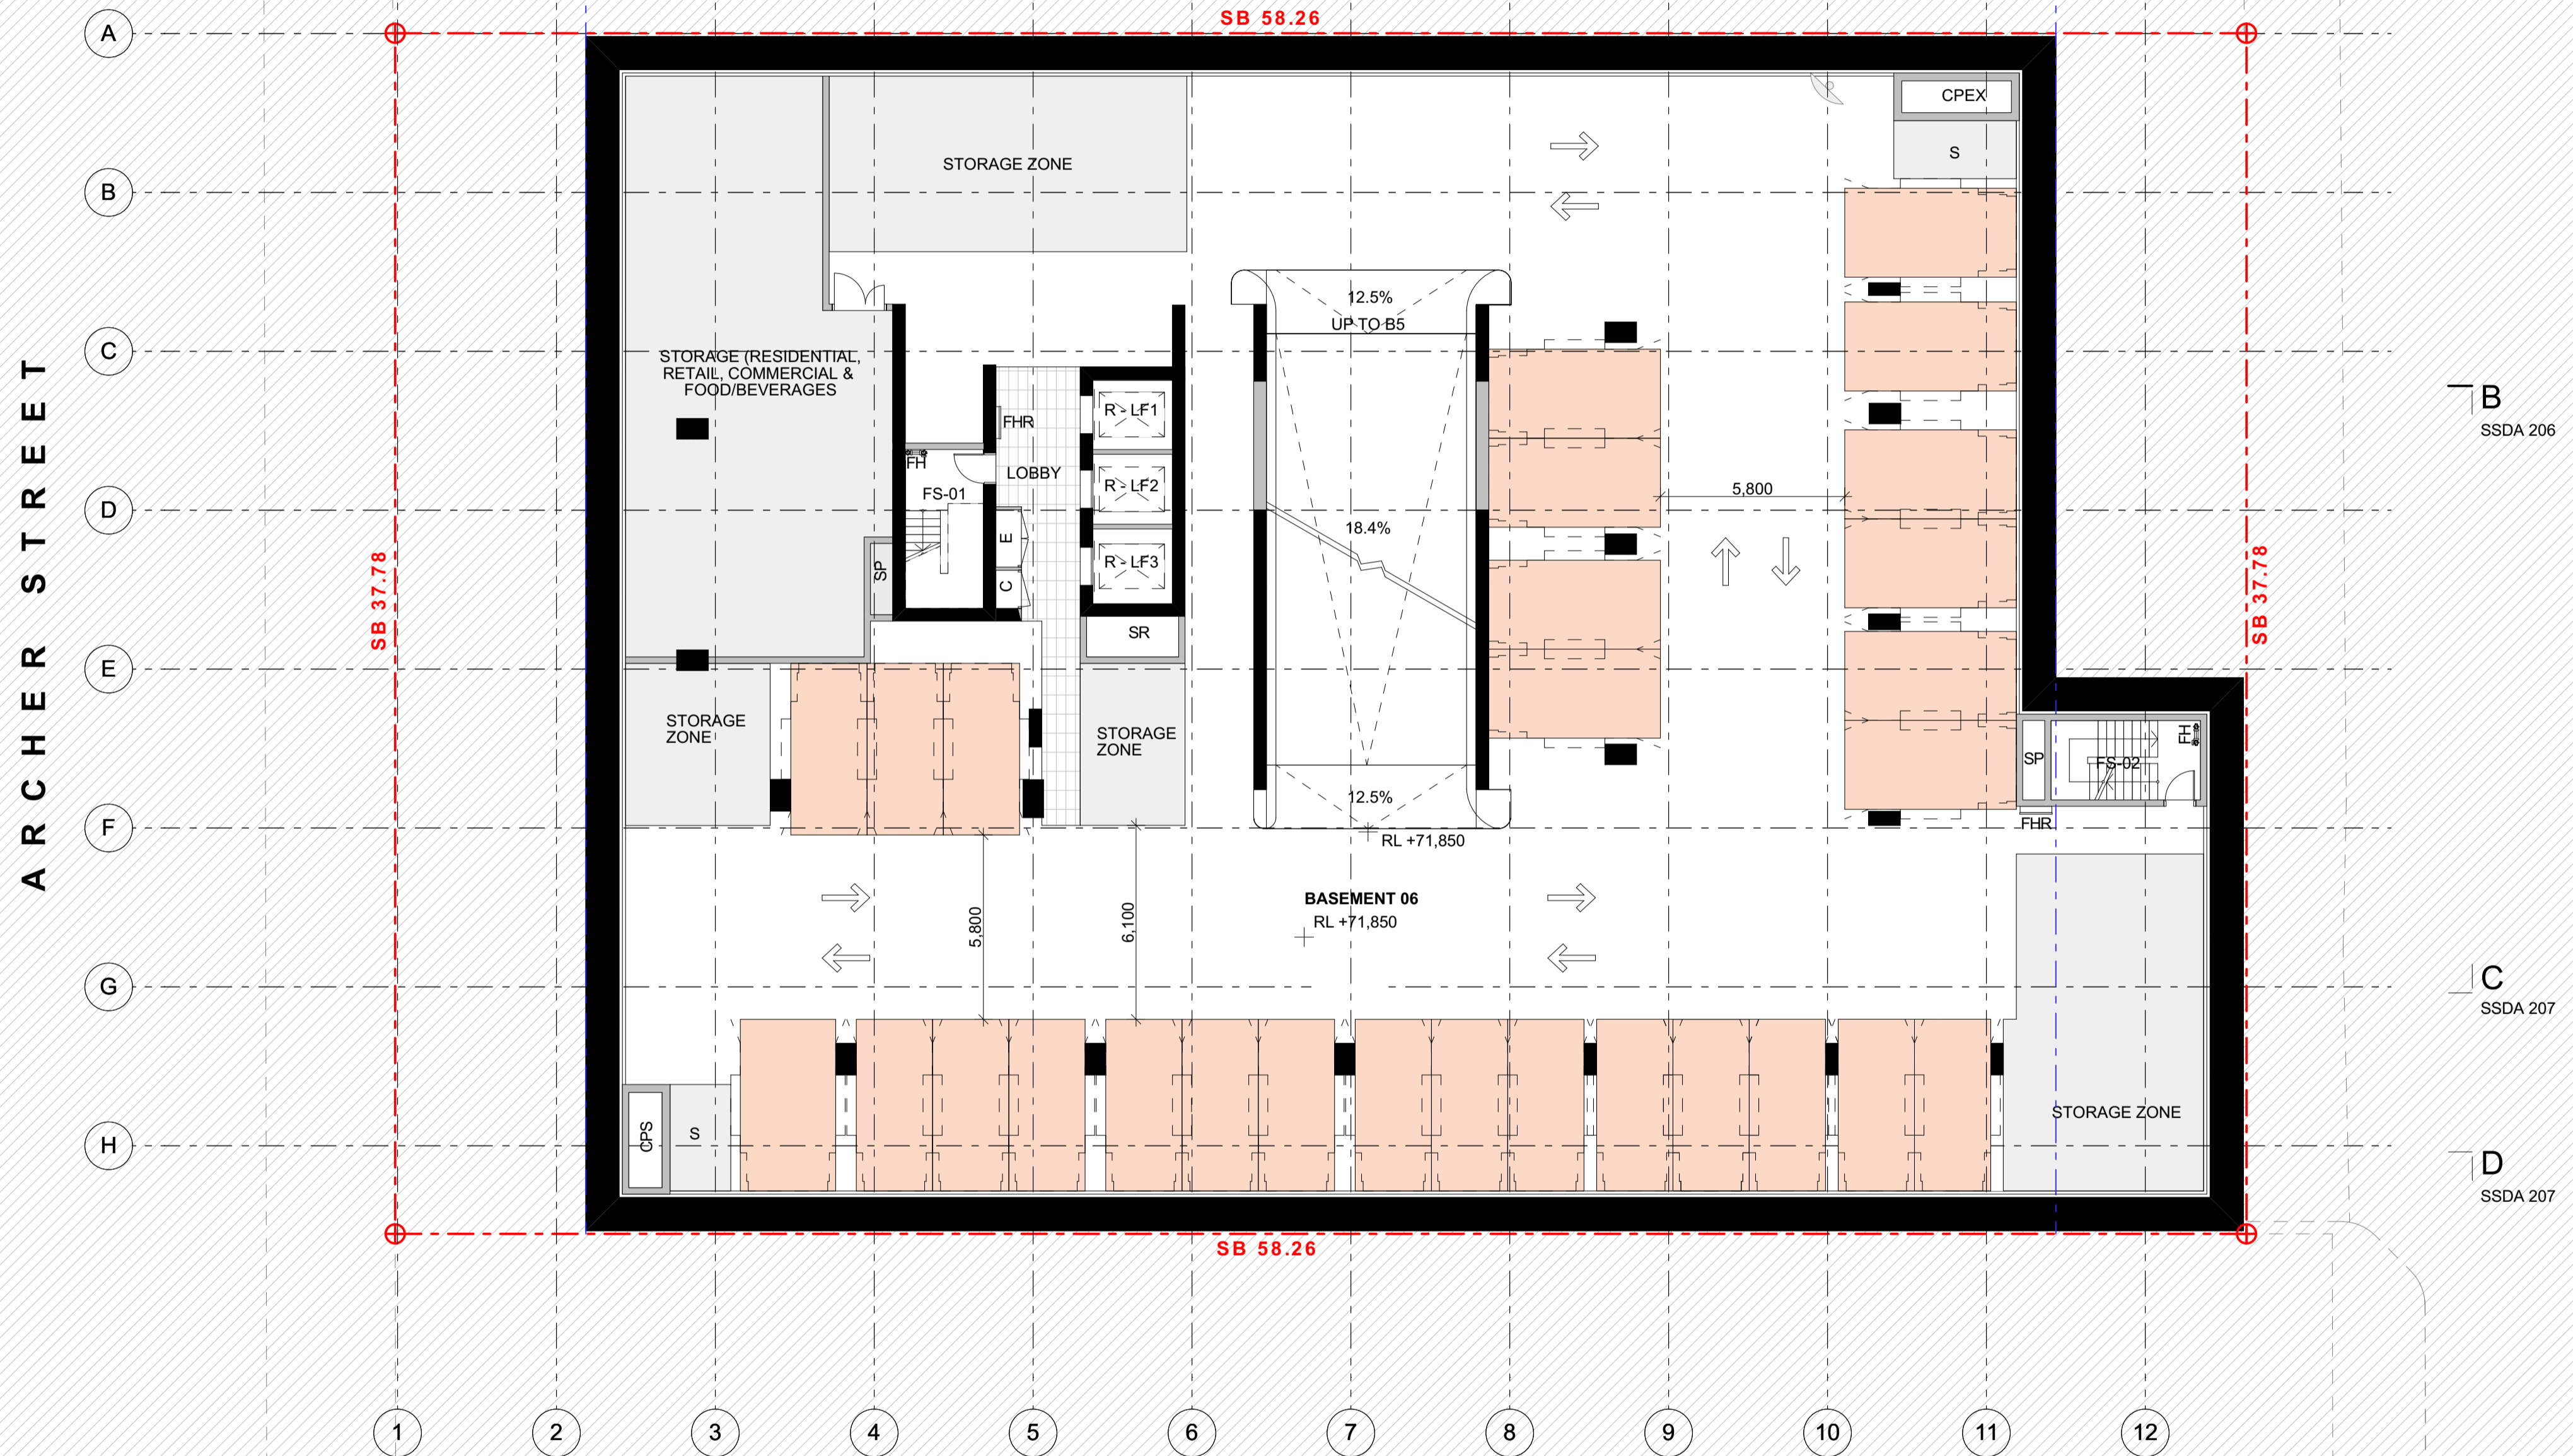 SB 58.26
A
B
C
D
E
F
G
H
ARCHER STREET
SB 37.78
SB 37.78
CPEX
S
STORAGE ZONE
12.5%
UP TO B5
STORAGE (RESIDENTIAL,
RETAIL, COMMERCIAL &
FOOD/BEVERAGES
R - LF1
FHR
B
SSDA 206
FH
LOBBY
R - LF2
FS-01
5,800
18.4%
E
R - LF3
SP
C
SR
STORAGE
ZONE
STORAGE
ZONE
FH
SP
FS-02
12.5%
FHR
RL +71,850
BASEMENT 06
RL +71,850
5,800
6,100
C
SSDA 207
STORAGE ZONE
CPS
S
D
SSDA 207
SB 58.26
1
2
3
4
5
6
7
8
9
10
11
12